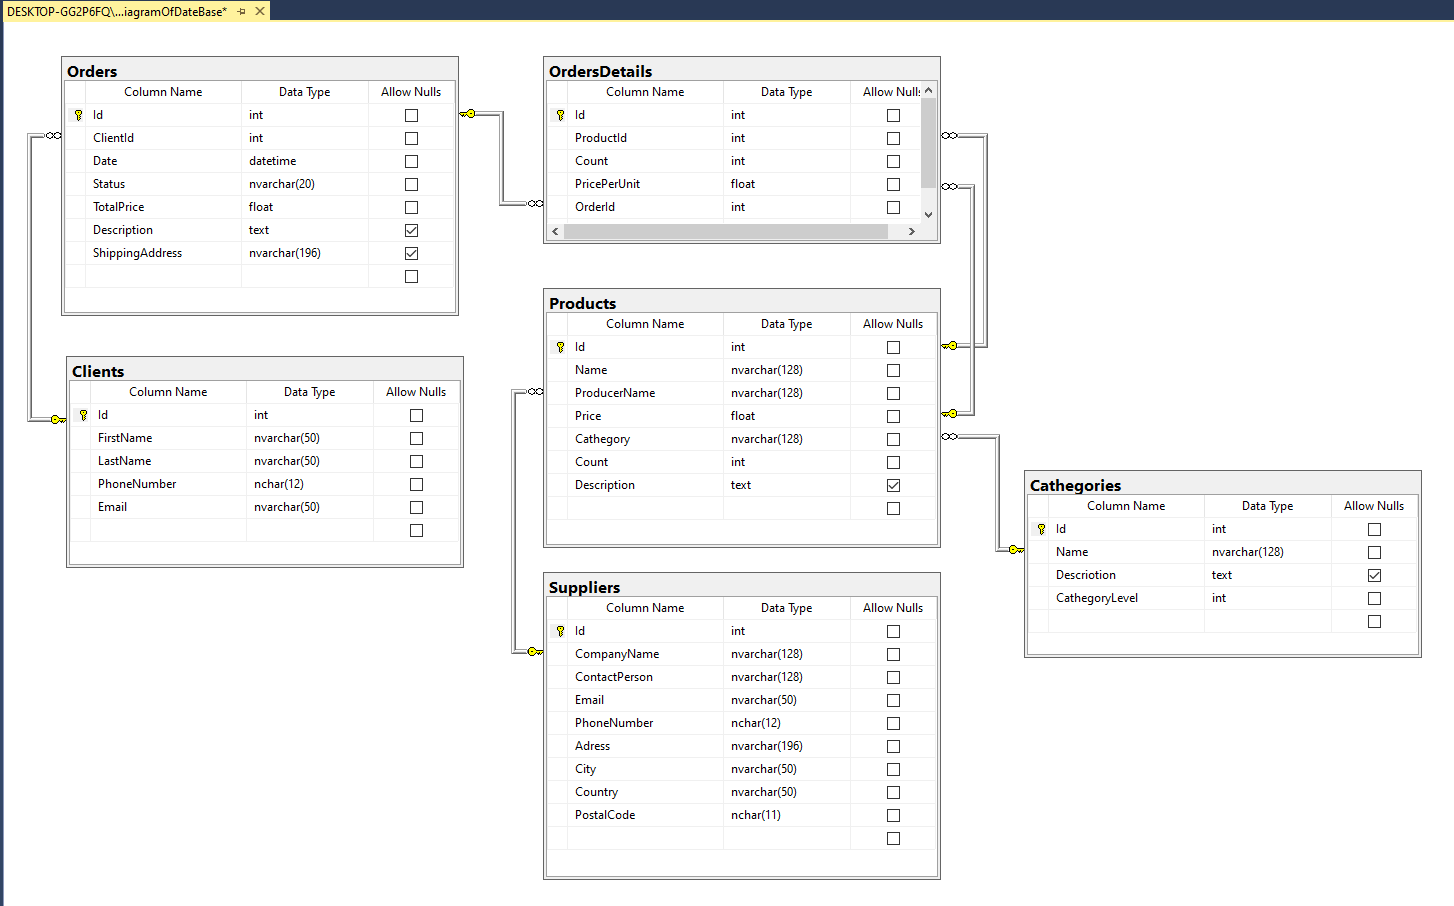 DESKTOP-GG2P6FQ\...iagramOfDateBase*
Orders
Column Name Data Type Allow Nulls
Id int
ClientId int
Date datetime
Status nvarchar(20)
TotalPrice float
Description text
ShippingAddress nvarchar(196)
OrdersDetails
Column Name Data Type Allow Nulls
Id int
ProductId int
Count int
PricePerUnit float
OrderId int
Products
Column Name Data Type Allow Nulls
Id int
Name nvarchar(128)
ProducerName nvarchar(128)
Price float
Cathegory nvarchar(128)
Count int
Description text
Clients
Column Name Data Type Allow Nulls
Id int
FirstName nvarchar(50)
LastName nvarchar(50)
PhoneNumber nchar(12)
Email nvarchar(50)
Cathegories
Column Name Data Type Allow Nulls
Id int
Name nvarchar(128)
Descriotion text
CathegoryLevel int
Suppliers
Column Name Data Type Allow Nulls
Id int
CompanyName nvarchar(128)
ContactPerson nvarchar(128)
Email nvarchar(50)
PhoneNumber nchar(12)
Adress nvarchar(196)
City nvarchar(50)
Country nvarchar(50)
PostalCode nchar(11)